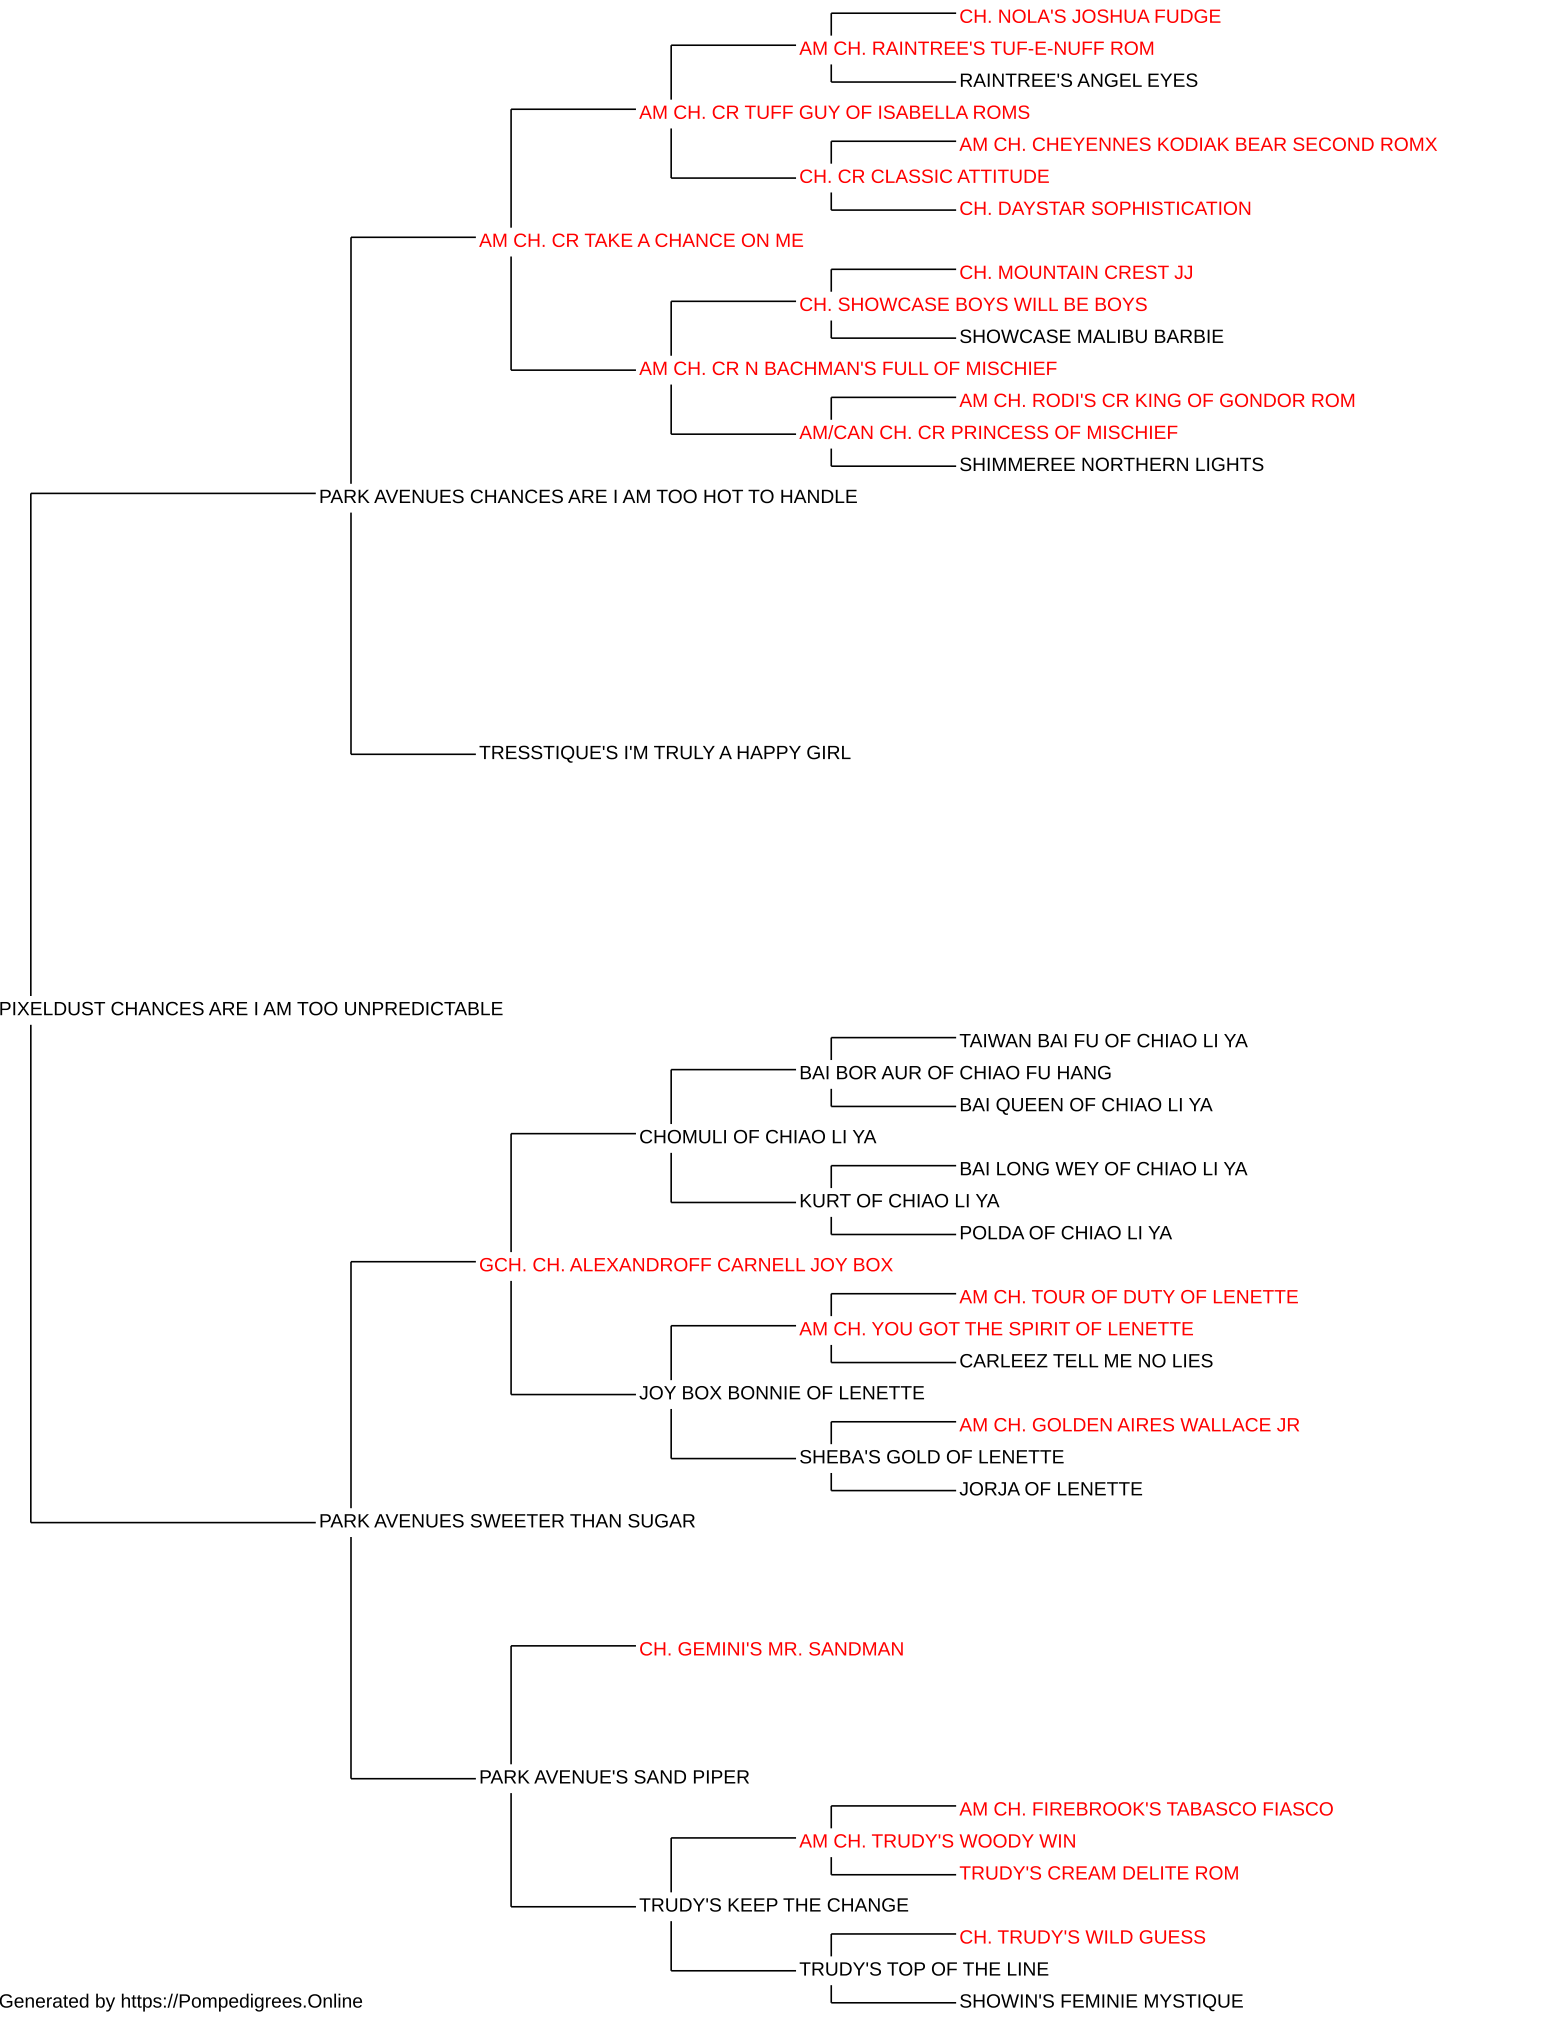 CH. NOLA'S JOSHUA FUDGE
AM CH. RAINTREE'S TUF-E-NUFF ROM
RAINTREE'S ANGEL EYES
AM CH. CR TUFF GUY OF ISABELLA ROMS
AM CH. CHEYENNES KODIAK BEAR SECOND ROMX
CH. CR CLASSIC ATTITUDE
CH. DAYSTAR SOPHISTICATION
AM CH. CR TAKE A CHANCE ON ME
CH. MOUNTAIN CREST JJ
CH. SHOWCASE BOYS WILL BE BOYS
SHOWCASE MALIBU BARBIE
AM CH. CR N BACHMAN'S FULL OF MISCHIEF
AM CH. RODI'S CR KING OF GONDOR ROM
AM/CAN CH. CR PRINCESS OF MISCHIEF
SHIMMEREE NORTHERN LIGHTS
PARK AVENUES CHANCES ARE I AM TOO HOT TO HANDLE
TRESSTIQUE'S I'M TRULY A HAPPY GIRL
PIXELDUST CHANCES ARE I AM TOO UNPREDICTABLE
TAIWAN BAI FU OF CHIAO LI YA
BAI BOR AUR OF CHIAO FU HANG
BAI QUEEN OF CHIAO LI YA
CHOMULI OF CHIAO LI YA
BAI LONG WEY OF CHIAO LI YA
KURT OF CHIAO LI YA
POLDA OF CHIAO LI YA
GCH. CH. ALEXANDROFF CARNELL JOY BOX
AM CH. TOUR OF DUTY OF LENETTE
AM CH. YOU GOT THE SPIRIT OF LENETTE
CARLEEZ TELL ME NO LIES
JOY BOX BONNIE OF LENETTE
AM CH. GOLDEN AIRES WALLACE JR
SHEBA'S GOLD OF LENETTE
JORJA OF LENETTE
PARK AVENUES SWEETER THAN SUGAR
CH. GEMINI'S MR. SANDMAN
PARK AVENUE'S SAND PIPER
AM CH. FIREBROOK'S TABASCO FIASCO
AM CH. TRUDY'S WOODY WIN
TRUDY'S CREAM DELITE ROM
TRUDY'S KEEP THE CHANGE
CH. TRUDY'S WILD GUESS
TRUDY'S TOP OF THE LINE
SHOWIN'S FEMINIE MYSTIQUE
Generated by https://Pompedigrees.Online